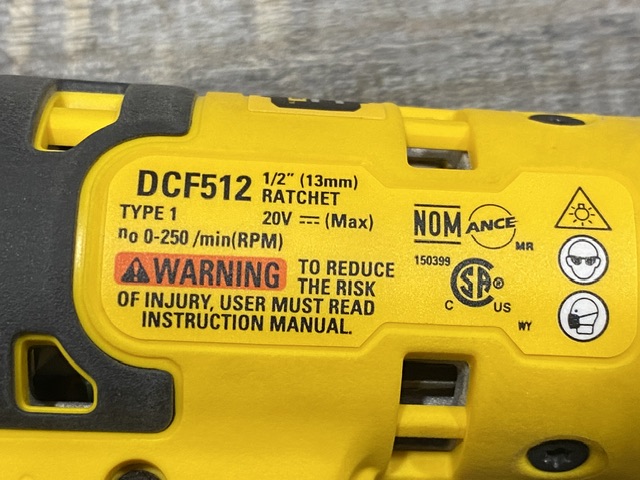 DCF512 1/2" (13mm)
RATCHET
TYPE 1 20V ⎓ (Max)
no 0-250 /min(RPM)
⚠WARNING TO REDUCE
THE RISK
OF INJURY, USER MUST READ
INSTRUCTION MANUAL.
NOM ANCE
MR
150399
CSA®
C US
WY